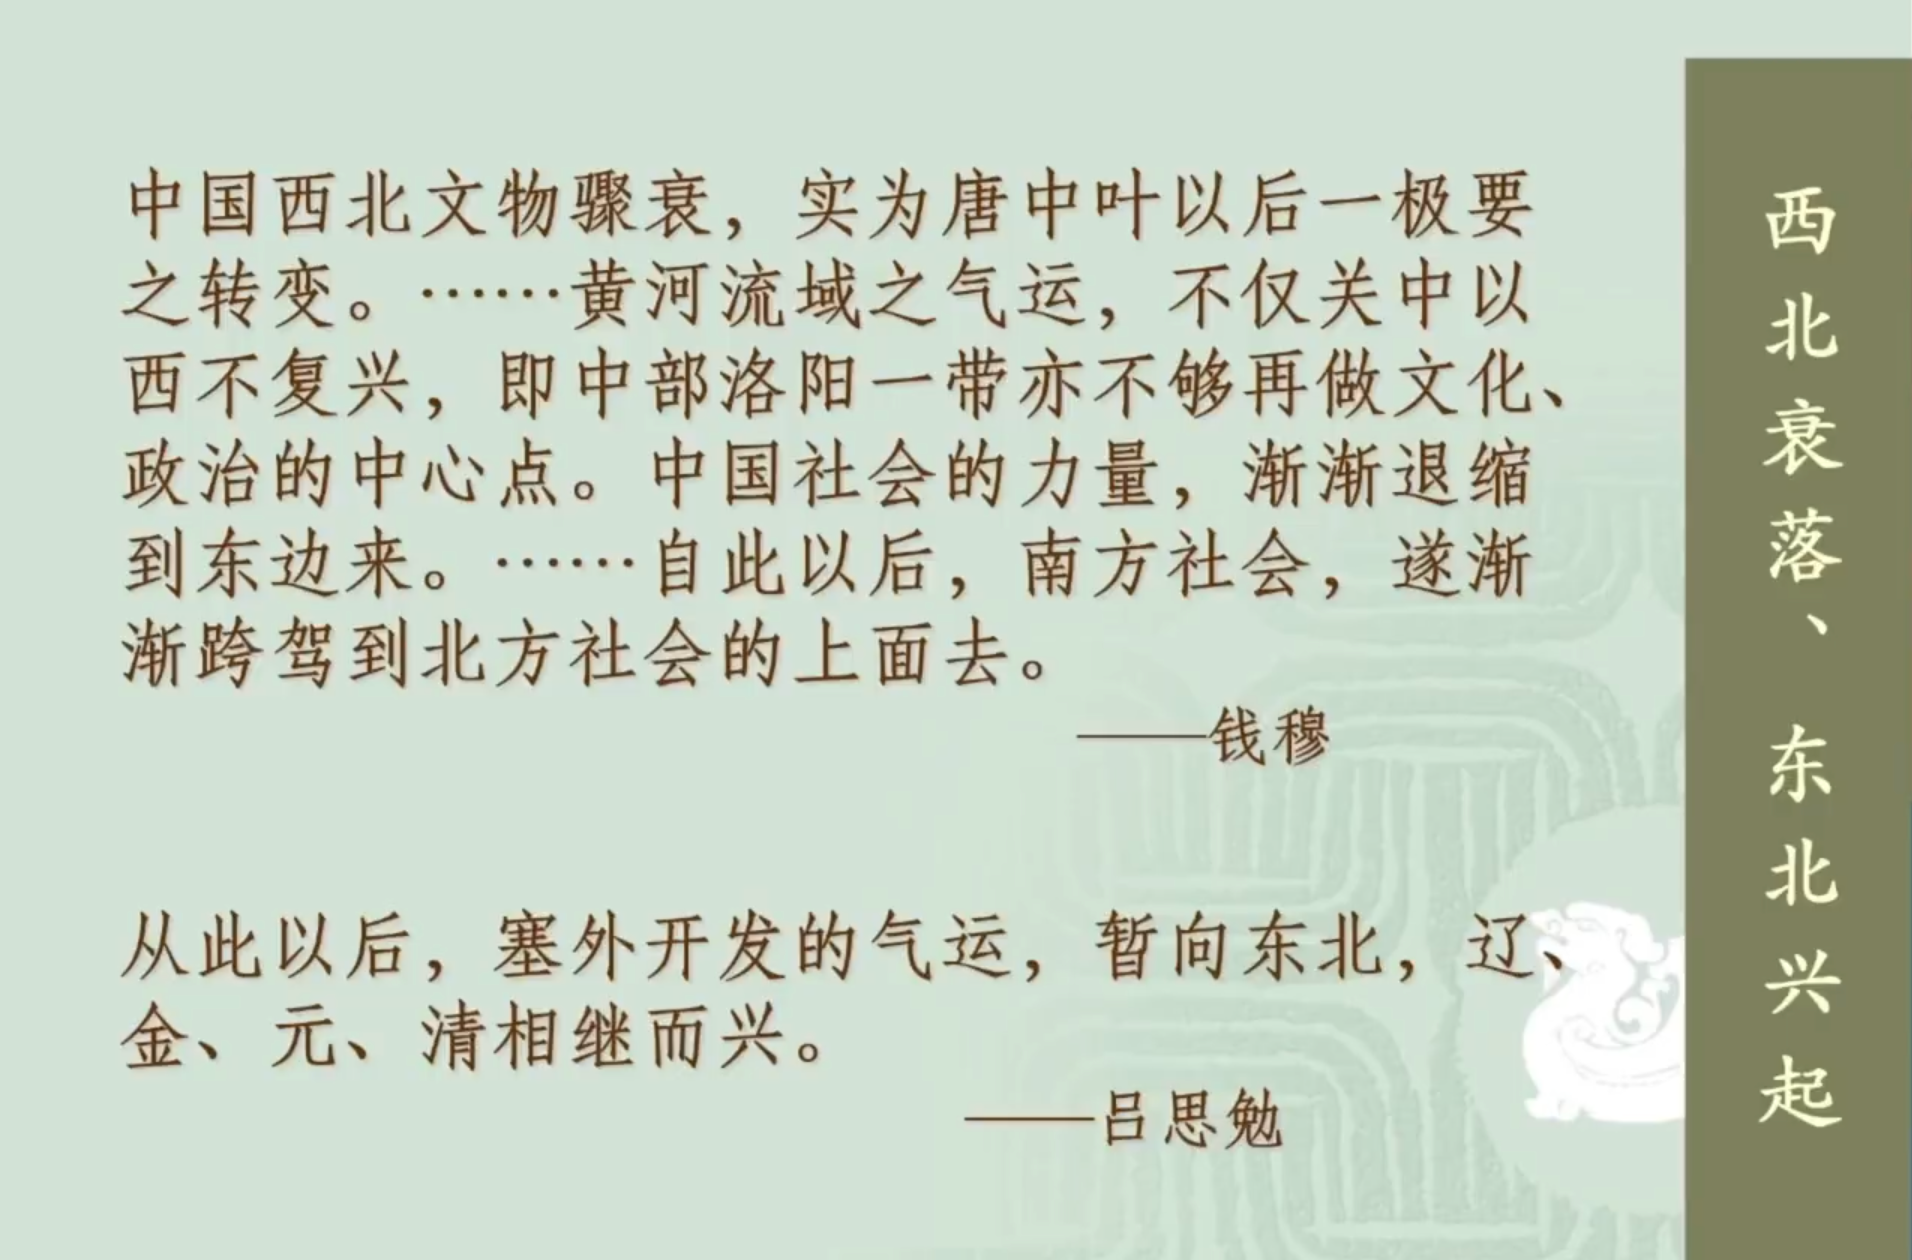 中国西北文物骤衰，实为唐中叶以后一极要
之转变。……黄河流域之气运，不仅关中以
西不复兴，即中部洛阳一带亦不够再做文化、
政治的中心点。中国社会的力量，渐渐退缩
到东边来。……自此以后，南方社会，遂渐
渐跨驾到北方社会的上面去。
——钱穆
从此以后，塞外开发的气运，暂向东北，辽、
金、元、清相继而兴。
——吕思勉
西北衰落、东北兴起